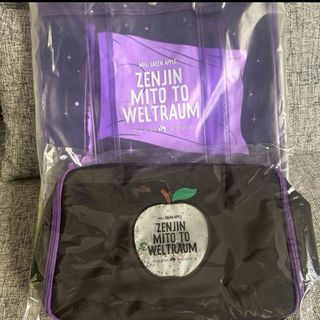 Mrs. GREEN APPLE
ZENJIN
MITO TO
WELTRAUM
Mrs. GREEN APPLE
ZENJIN
MITO TO
WELTRAUM